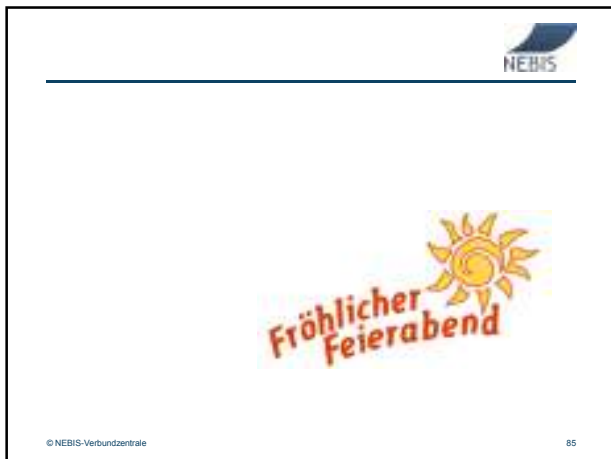 NEBIS
Fröhlicher
Feierabend
© NEBIS-Verbundzentrale
85